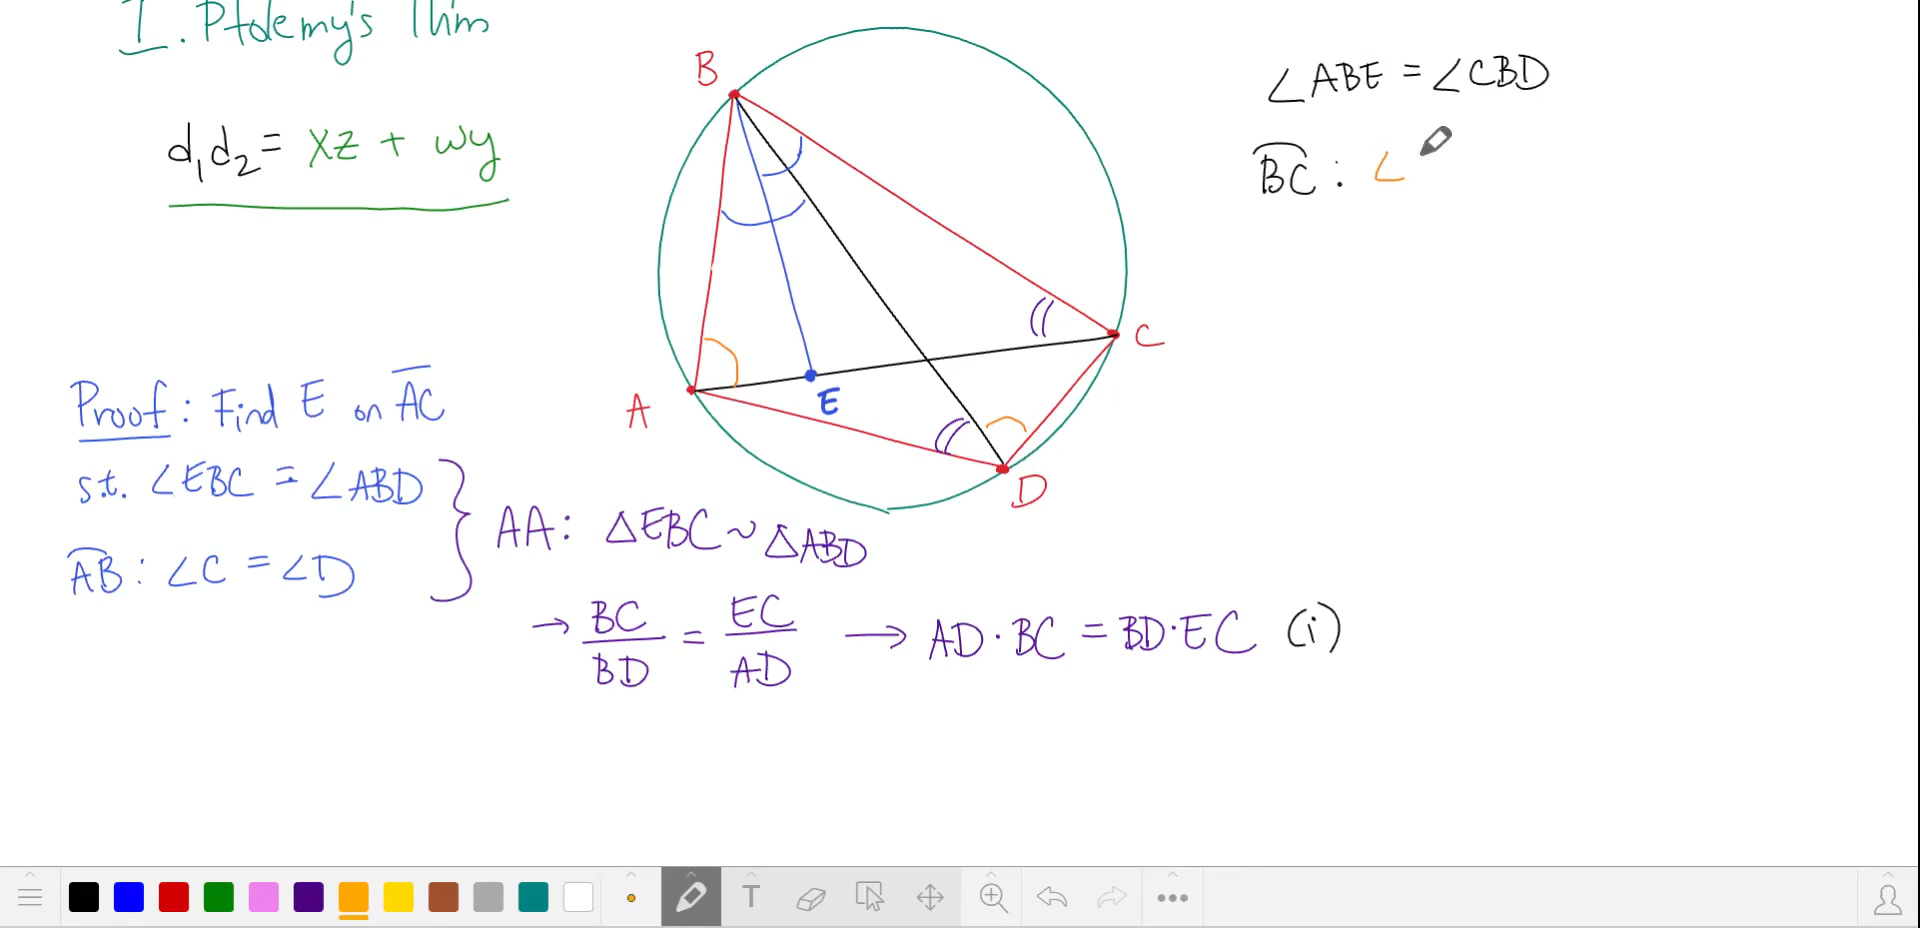 I. Ptolemy's Thm
d₁d₂ = xz + wy
B
C
A
E
D
∠ABE = ∠CBD
BC : ∠
Proof : Find E on AC
s.t. ∠EBC = ∠ABD
AB : ∠C = ∠D
AA : △EBC ~ △ABD
→ BC/BD = EC/AD → AD · BC = BD · EC (i)
T